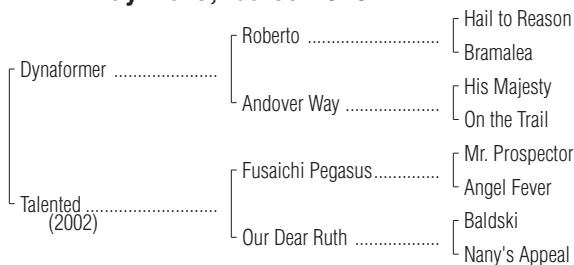 Hail to Reason
Roberto ................................
Bramalea
Dynaformer .........................
His Majesty
Andover Way .......................
On the Trail
Mr. Prospector
Fusaichi Pegasus................
Angel Fever
Talented ................................
(2002)
Baldski
Our Dear Ruth ....................
Nany's Appeal